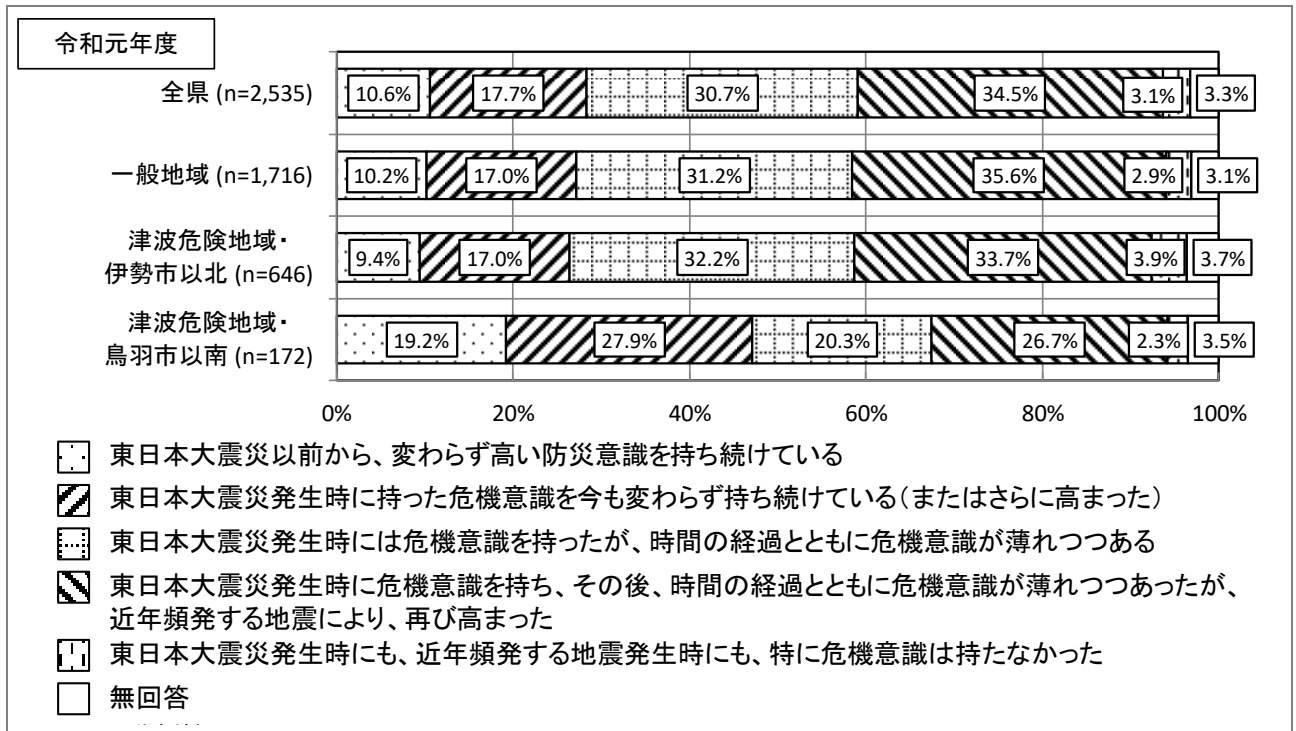 令和元年度
全県 (n=2,535)
10.6% 17.7% 30.7% 34.5% 3.1% 3.3%
一般地域 (n=1,716)
10.2% 17.0% 31.2% 35.6% 2.9% 3.1%
津波危険地域・
伊勢市以北 (n=646)
9.4% 17.0% 32.2% 33.7% 3.9% 3.7%
津波危険地域・
鳥羽市以南 (n=172)
19.2% 27.9% 20.3% 26.7% 2.3% 3.5%
0% 20% 40% 60% 80% 100%
東日本大震災以前から、変わらず高い防災意識を持ち続けている
東日本大震災発生時に持った危機意識を今も変わらず持ち続けている(またはさらに高まった)
東日本大震災発生時には危機意識を持ったが、時間の経過とともに危機意識が薄れつつある
東日本大震災発生時に危機意識を持ち、その後、時間の経過とともに危機意識が薄れつつあったが、
近年頻発する地震により、再び高まった
東日本大震災発生時にも、近年頻発する地震発生時にも、特に危機意識は持たなかった
無回答